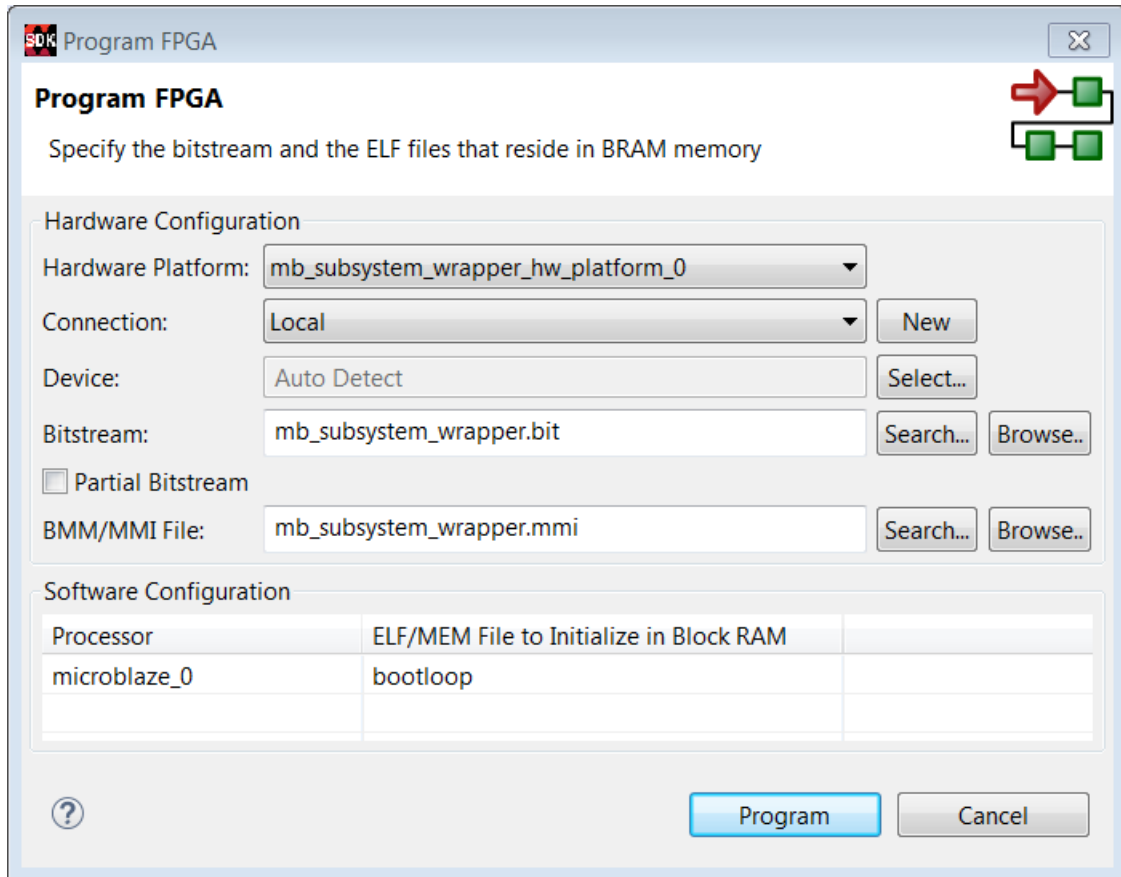 SDK Program FPGA
Program FPGA
Specify the bitstream and the ELF files that reside in BRAM memory
Hardware Configuration
Hardware Platform: mb_subsystem_wrapper_hw_platform_0
Connection: Local New
Device: Auto Detect Select...
Bitstream: mb_subsystem_wrapper.bit Search... Browse..
Partial Bitstream
BMM/MMI File: mb_subsystem_wrapper.mmi Search... Browse..
Software Configuration
Processor ELF/MEM File to Initialize in Block RAM
microblaze_0 bootloop
? Program Cancel